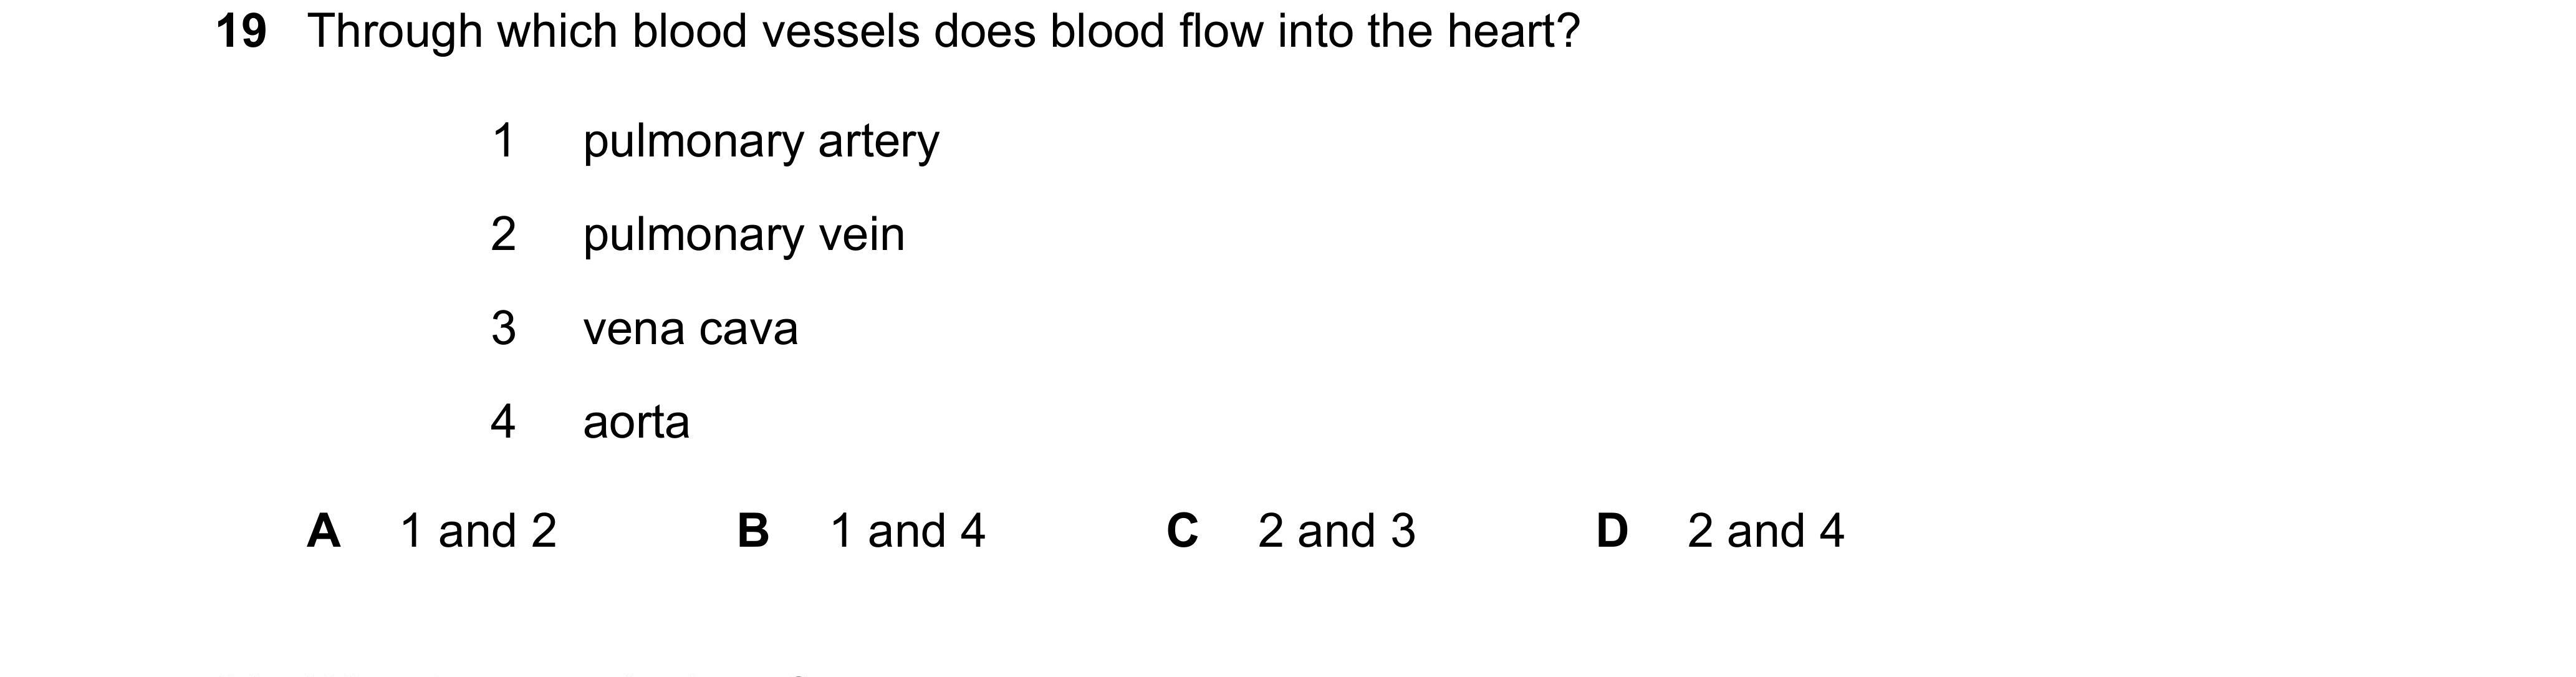 19 Through which blood vessels does blood flow into the heart?
1 pulmonary artery
2 pulmonary vein
3 vena cava
4 aorta
A 1 and 2 B 1 and 4 C 2 and 3 D 2 and 4